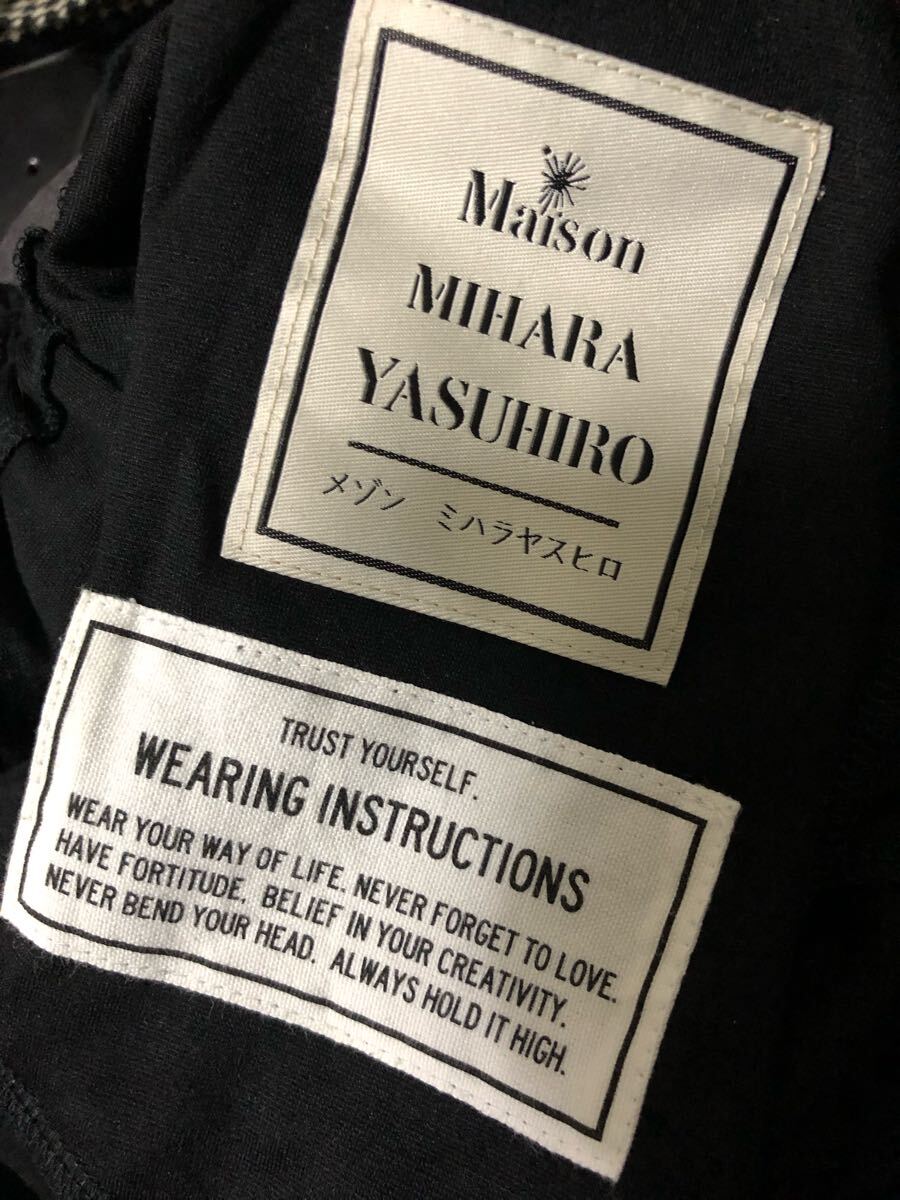 Maison
MIHARA
YASUHIRO
メゾン ミハラヤスヒロ
TRUST YOURSELF.
WEARING INSTRUCTIONS
WEAR YOUR WAY OF LIFE. NEVER FORGET TO LOVE.
HAVE FORTITUDE. BELIEF IN YOUR CREATIVITY.
NEVER BEND YOUR HEAD. ALWAYS HOLD IT HIGH.